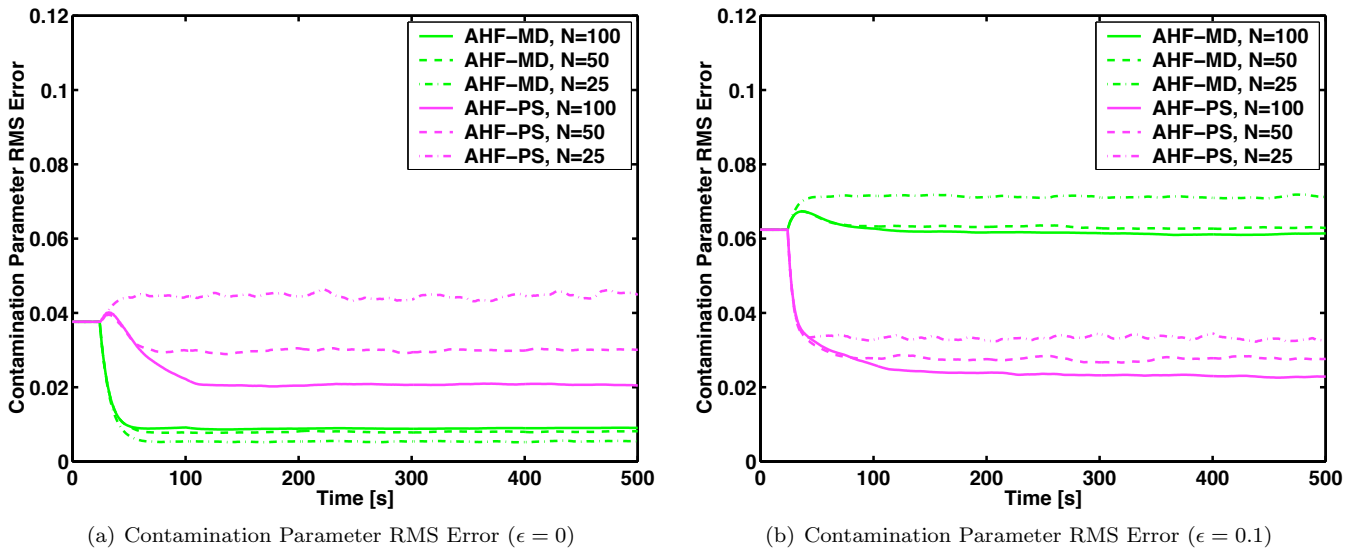 Contamination Parameter RMS Error
0.12
0.1
0.08
0.06
0.04
0.02
0
0
100
200
300
400
500
Time [s]
AHF−MD, N=100
AHF−MD, N=50
AHF−MD, N=25
AHF−PS, N=100
AHF−PS, N=50
AHF−PS, N=25
(a) Contamination Parameter RMS Error (ϵ = 0)
Contamination Parameter RMS Error
0.12
0.1
0.08
0.06
0.04
0.02
0
0
100
200
300
400
500
Time [s]
AHF−MD, N=100
AHF−MD, N=50
AHF−MD, N=25
AHF−PS, N=100
AHF−PS, N=50
AHF−PS, N=25
(b) Contamination Parameter RMS Error (ϵ = 0.1)